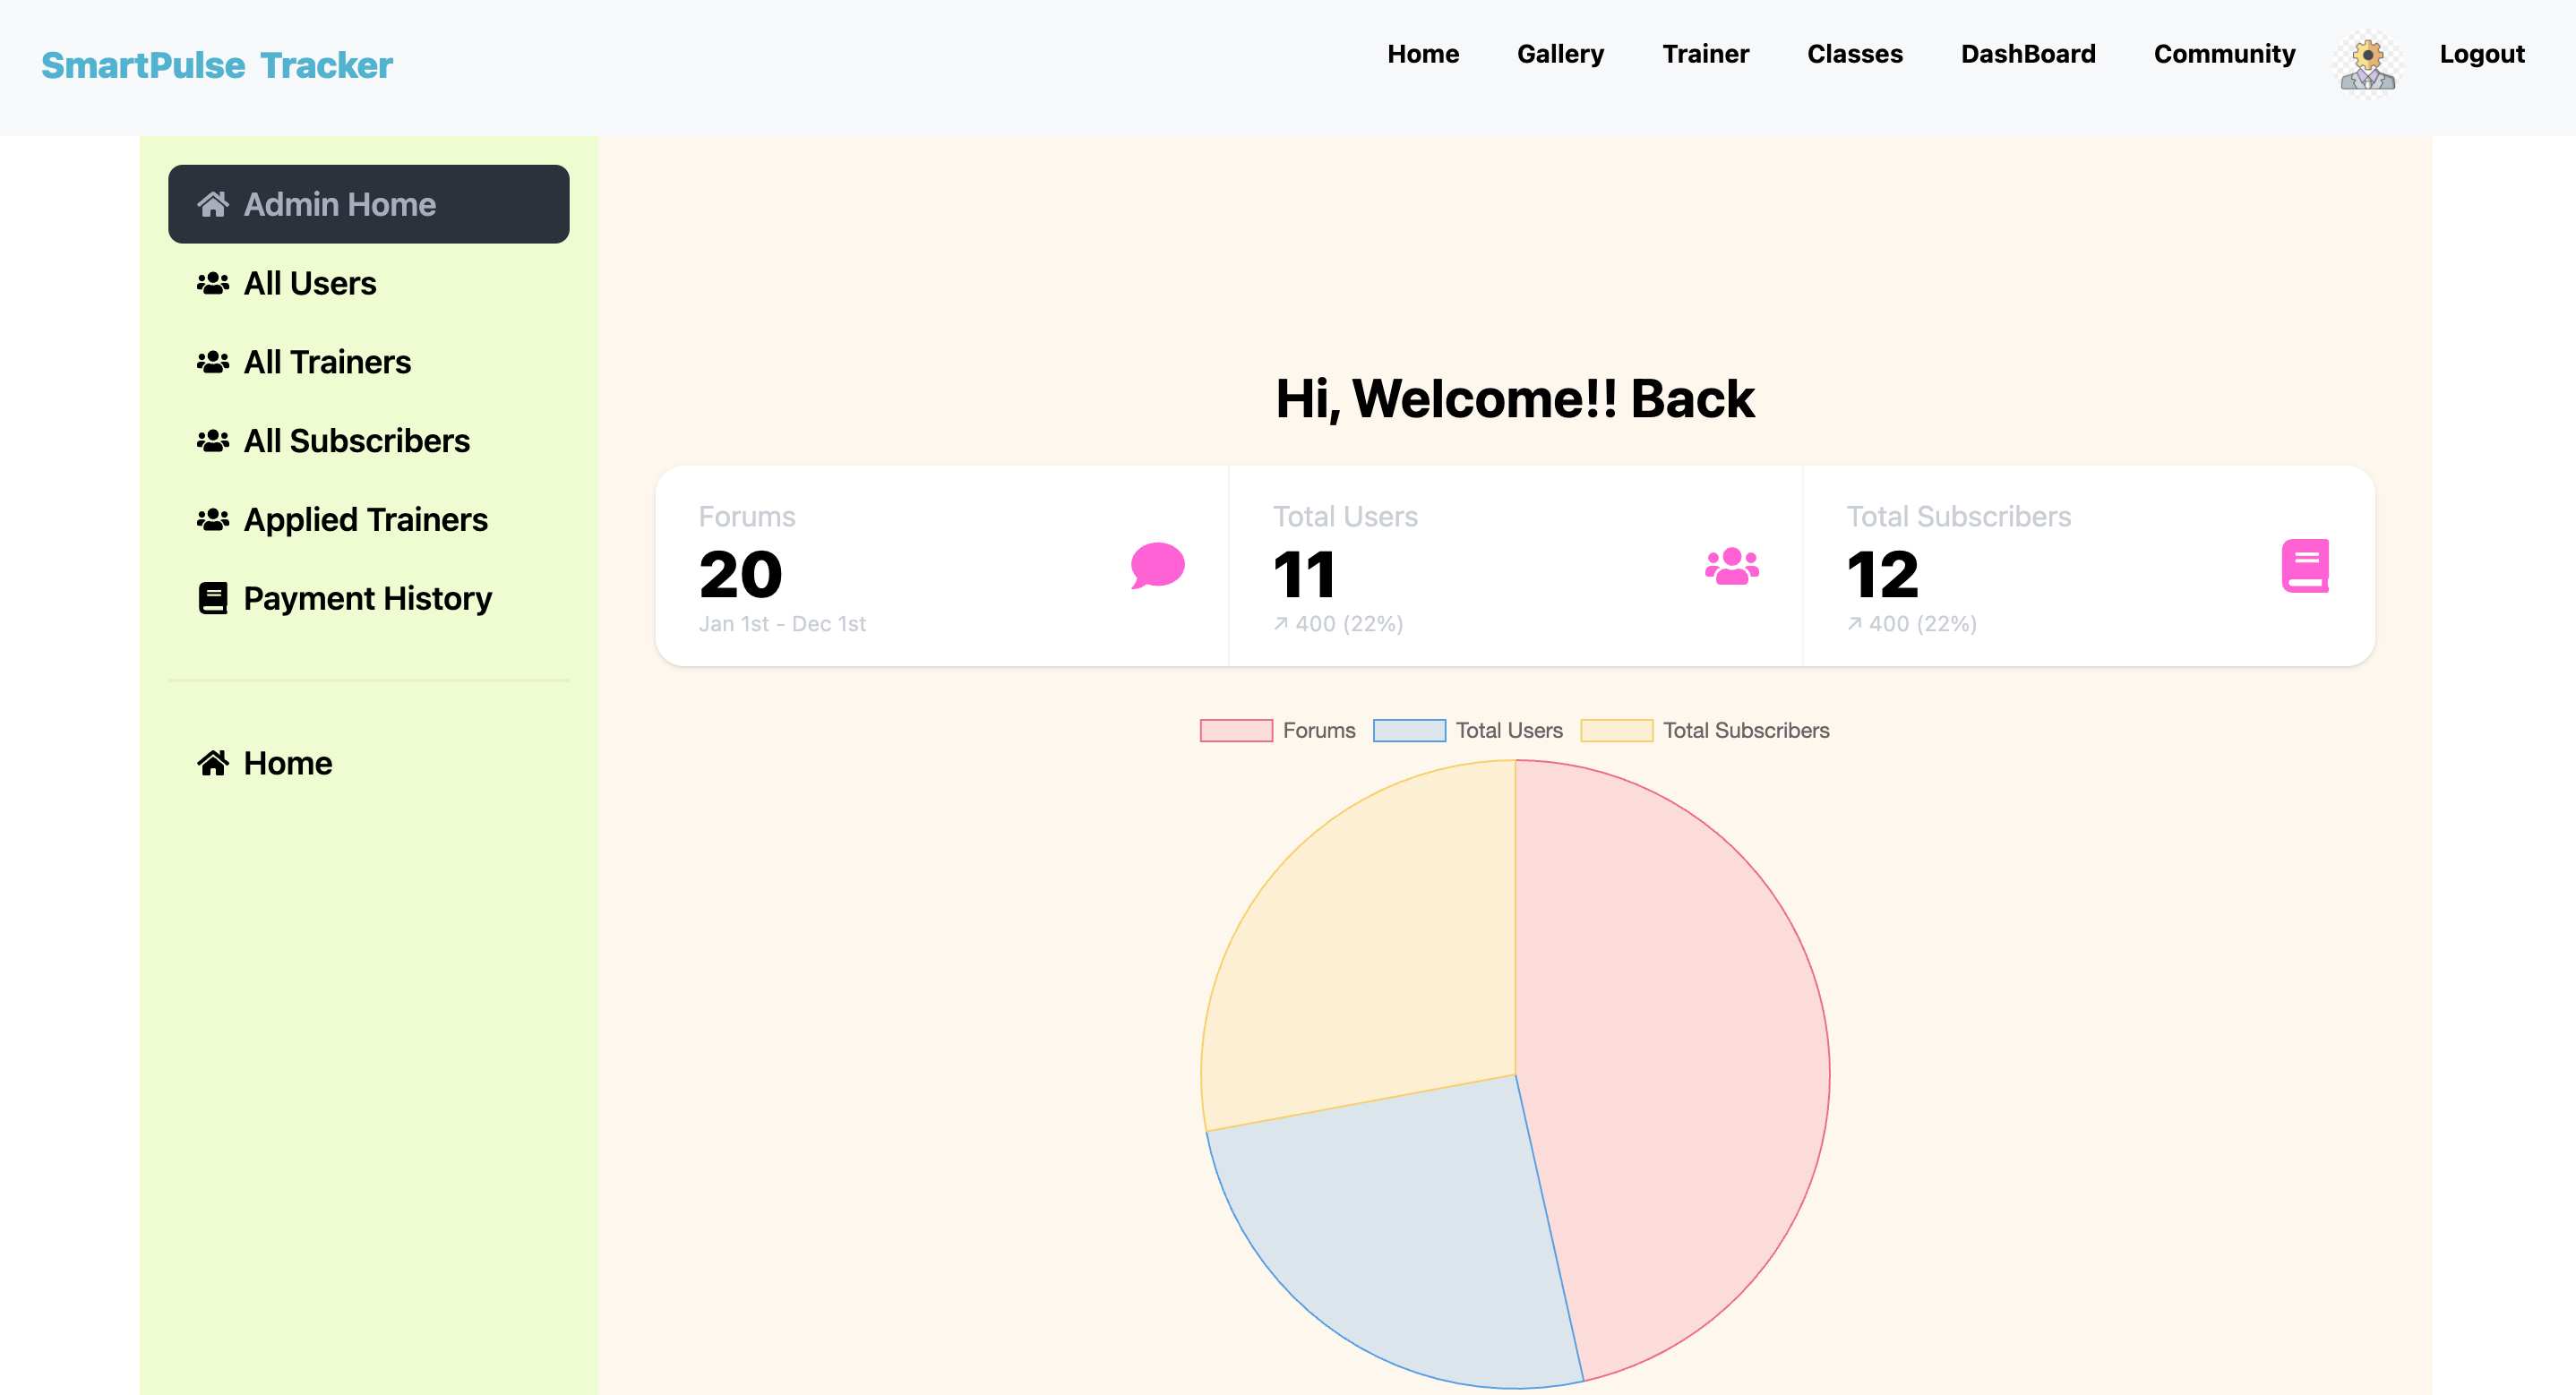 SmartPulse Tracker
Home Gallery Trainer Classes DashBoard Community Logout
Admin Home
All Users
All Trainers
All Subscribers
Applied Trainers
Payment History
Home
Hi, Welcome!! Back
Forums
20
Jan 1st - Dec 1st
Total Users
11
↗︎ 400 (22%)
Total Subscribers
12
↗︎ 400 (22%)
Forums Total Users Total Subscribers